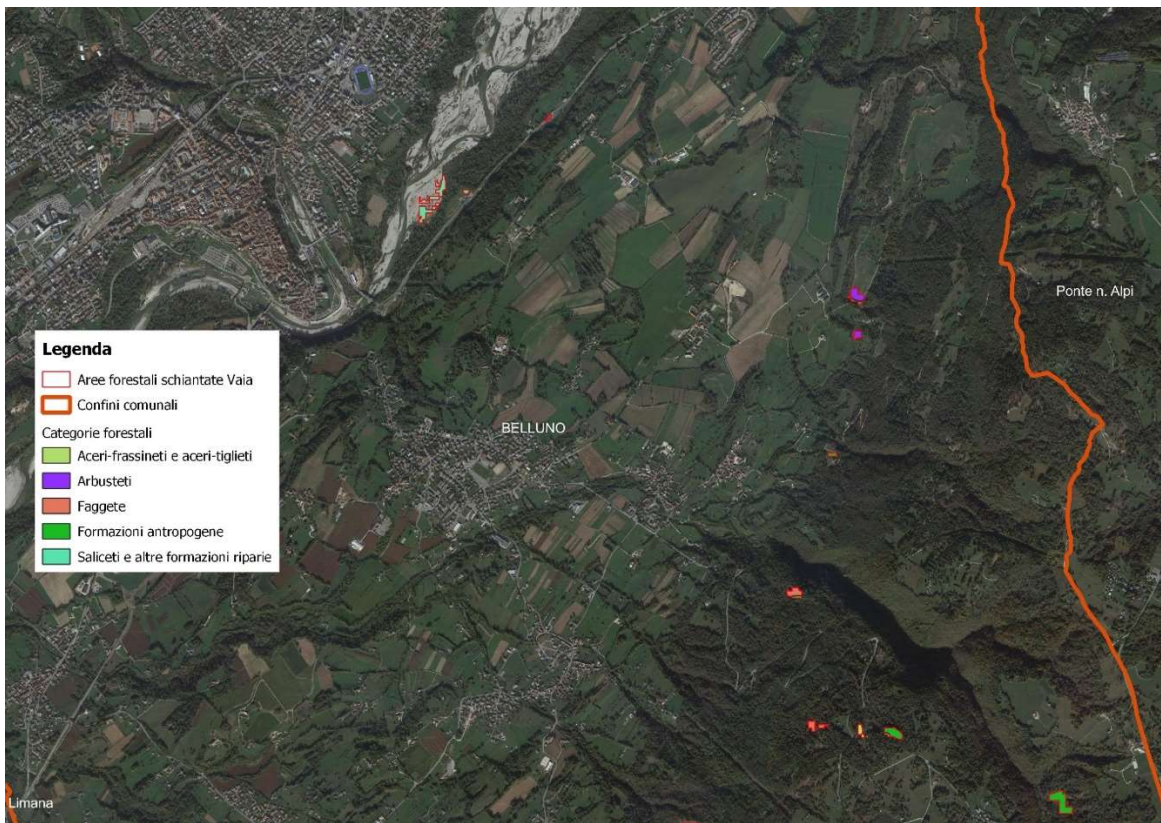 Ponte n. Alpi
Legenda
Aree forestali schiantate Vaia
Confini comunali
Categorie forestali
Aceri-frassineti e aceri-tiglieti
Arbusteti
Faggete
Formazioni antropogene
Saliceti e altre formazioni riparie
BELLUNO
Limana